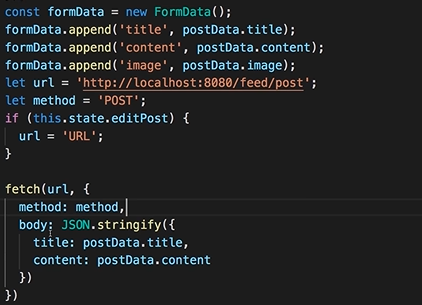 const formData = new FormData();
formData.append('title', postData.title);
formData.append('content', postData.content);
formData.append('image', postData.image);
let url = 'http://localhost:8080/feed/post';
let method = 'POST';
if (this.state.editPost) {
  url = 'URL';
}

fetch(url, {
  method: method,
  body: JSON.stringify({
    title: postData.title,
    content: postData.content
  })
})